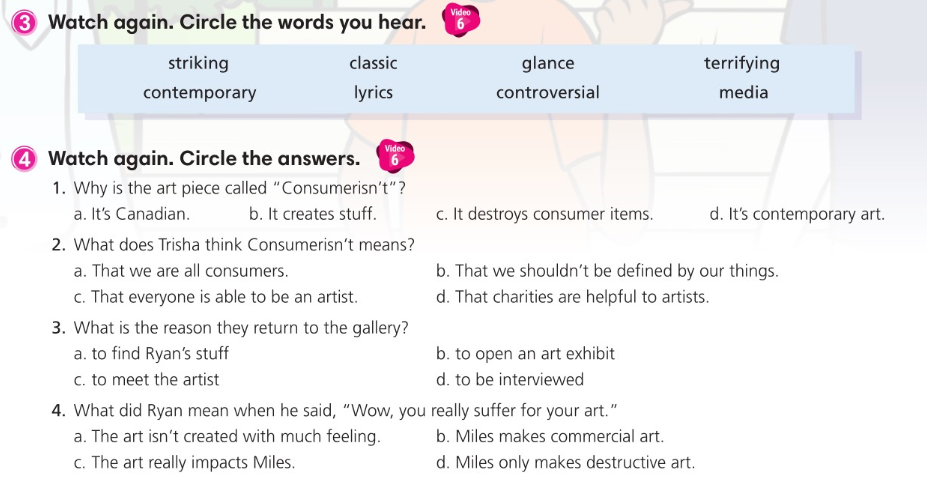 3 Watch again. Circle the words you hear. Video 6
striking classic glance terrifying
contemporary lyrics controversial media
4 Watch again. Circle the answers. Video 6
1. Why is the art piece called “Consumerisn’t”?
a. It’s Canadian. b. It creates stuff. c. It destroys consumer items. d. It’s contemporary art.
2. What does Trisha think Consumerisn’t means?
a. That we are all consumers. b. That we shouldn’t be defined by our things.
c. That everyone is able to be an artist. d. That charities are helpful to artists.
3. What is the reason they return to the gallery?
a. to find Ryan’s stuff b. to open an art exhibit
c. to meet the artist d. to be interviewed
4. What did Ryan mean when he said, “Wow, you really suffer for your art.”
a. The art isn’t created with much feeling. b. Miles makes commercial art.
c. The art really impacts Miles. d. Miles only makes destructive art.